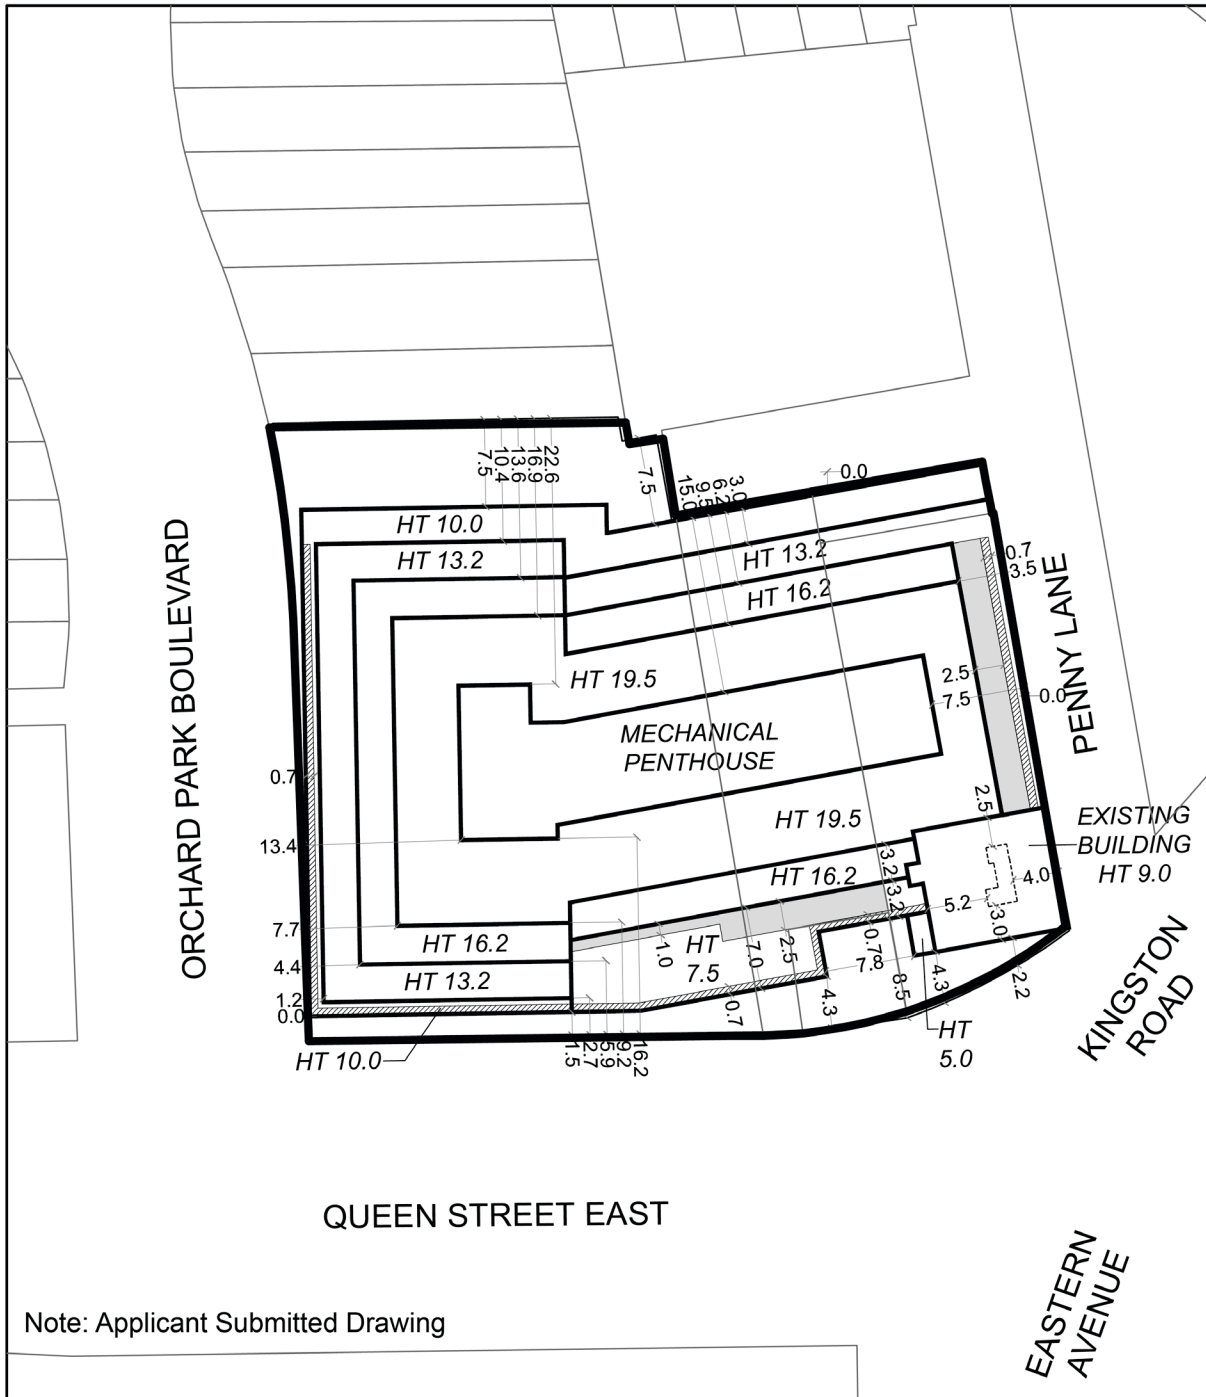 22.6
16.9
13.6
10.4
7.5
7.5
15.0
9.5
6.2
3.0
0.0
HT 10.0
HT 13.2
HT 13.2
HT 16.2
0.7
3.5
HT 19.5
2.5
7.5
0.0
MECHANICAL
PENTHOUSE
ORCHARD PARK BOULEVARD
PENNY LANE
0.7
13.4
7.7
4.4
1.2
0.0
HT 19.5
2.5
EXISTING
BUILDING
HT 9.0
3.2
3.2
HT 16.2
4.0
5.2
3.0
HT 16.2
HT 13.2
1.0
HT
7.5
7.0
2.5
0.7
7.8
8.5
4.3
2.2
4.3
0.7
HT 10.0
1.5
2.7
5.9
9.2
16.2
HT
5.0
KINGSTON
ROAD
QUEEN STREET EAST
EASTERN
AVENUE
Note: Applicant Submitted Drawing